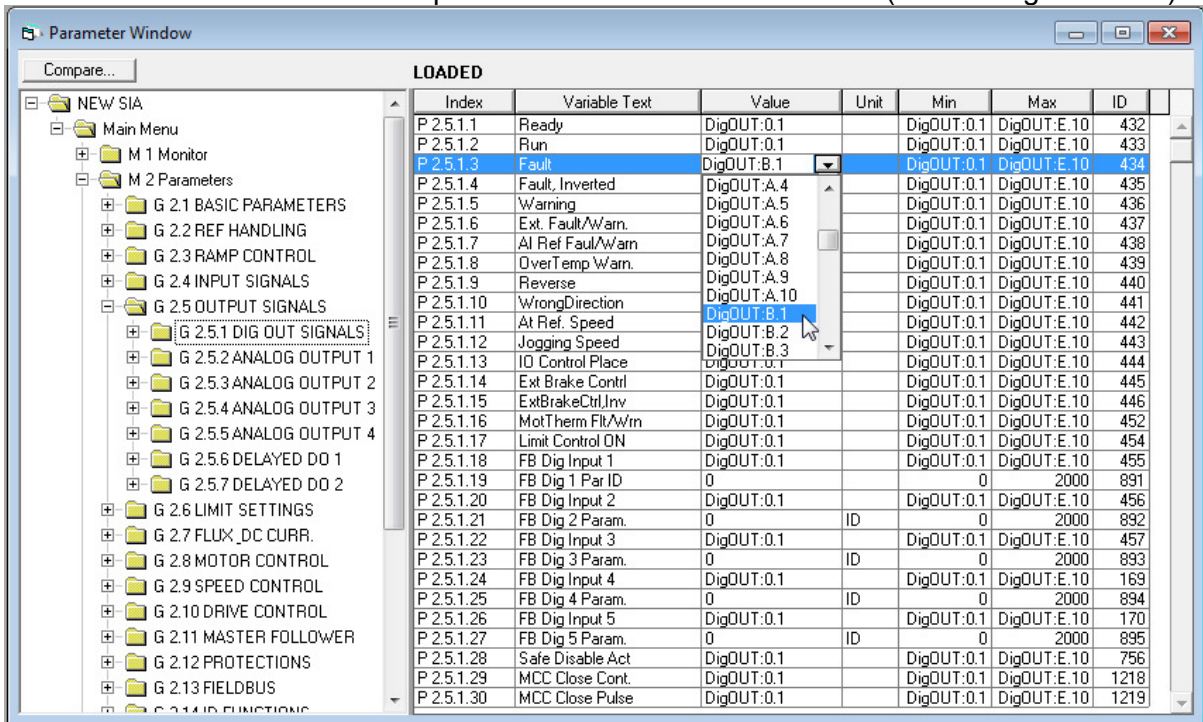 Parameter Window
Compare...
LOADED
NEW SIA
Main Menu
M 1 Monitor
M 2 Parameters
G 2.1 BASIC PARAMETERS
G 2.2 REF HANDLING
G 2.3 RAMP CONTROL
G 2.4 INPUT SIGNALS
G 2.5 OUTPUT SIGNALS
G 2.5.1 DIG OUT SIGNALS
G 2.5.2 ANALOG OUTPUT 1
G 2.5.3 ANALOG OUTPUT 2
G 2.5.4 ANALOG OUTPUT 3
G 2.5.5 ANALOG OUTPUT 4
G 2.5.6 DELAYED DO 1
G 2.5.7 DELAYED DO 2
G 2.6 LIMIT SETTINGS
G 2.7 FLUX_DC CURR.
G 2.8 MOTOR CONTROL
G 2.9 SPEED CONTROL
G 2.10 DRIVE CONTROL
G 2.11 MASTER FOLLOWER
G 2.12 PROTECTIONS
G 2.13 FIELDBUS
Index Variable Text Value Unit Min Max ID
P 2.5.1.1 Ready DigOUT:0.1 DigOUT:0.1 DigOUT:E.10 432
P 2.5.1.2 Run DigOUT:0.1 DigOUT:0.1 DigOUT:E.10 433
P 2.5.1.3 Fault DigOUT:B.1 DigOUT:0.1 DigOUT:E.10 434
P 2.5.1.4 Fault, Inverted DigOUT:A.4 DigOUT:0.1 DigOUT:E.10 435
P 2.5.1.5 Warning DigOUT:A.5 DigOUT:0.1 DigOUT:E.10 436
P 2.5.1.6 Ext. Fault/Warn. DigOUT:A.6 DigOUT:0.1 DigOUT:E.10 437
P 2.5.1.7 AI Ref Faul/Warn DigOUT:A.7 DigOUT:0.1 DigOUT:E.10 438
P 2.5.1.8 OverTemp Warn. DigOUT:A.8 DigOUT:0.1 DigOUT:E.10 439
P 2.5.1.9 Reverse DigOUT:A.9 DigOUT:0.1 DigOUT:E.10 440
P 2.5.1.10 WrongDirection DigOUT:A.10 DigOUT:0.1 DigOUT:E.10 441
P 2.5.1.11 At Ref. Speed DigOUT:B.1 DigOUT:0.1 DigOUT:E.10 442
P 2.5.1.12 Jogging Speed DigOUT:B.2 DigOUT:0.1 DigOUT:E.10 443
DigOUT:B.3
P 2.5.1.13 IO Control Place DigOUT:0.1 DigOUT:0.1 DigOUT:E.10 444
P 2.5.1.14 Ext Brake Contrl DigOUT:0.1 DigOUT:0.1 DigOUT:E.10 445
P 2.5.1.15 ExtBrakeCtrl,Inv DigOUT:0.1 DigOUT:0.1 DigOUT:E.10 446
P 2.5.1.16 MotTherm Flt/Wrn DigOUT:0.1 DigOUT:0.1 DigOUT:E.10 452
P 2.5.1.17 Limit Control ON DigOUT:0.1 DigOUT:0.1 DigOUT:E.10 454
P 2.5.1.18 FB Dig Input 1 DigOUT:0.1 DigOUT:0.1 DigOUT:E.10 455
P 2.5.1.19 FB Dig 1 Par ID 0 0 2000 891
P 2.5.1.20 FB Dig Input 2 DigOUT:0.1 DigOUT:0.1 DigOUT:E.10 456
P 2.5.1.21 FB Dig 2 Param. 0 ID 0 2000 892
P 2.5.1.22 FB Dig Input 3 DigOUT:0.1 DigOUT:0.1 DigOUT:E.10 457
P 2.5.1.23 FB Dig 3 Param. 0 ID 0 2000 893
P 2.5.1.24 FB Dig Input 4 DigOUT:0.1 DigOUT:0.1 DigOUT:E.10 169
P 2.5.1.25 FB Dig 4 Param. 0 ID 0 2000 894
P 2.5.1.26 FB Dig Input 5 DigOUT:0.1 DigOUT:0.1 DigOUT:E.10 170
P 2.5.1.27 FB Dig 5 Param. 0 ID 0 2000 895
P 2.5.1.28 Safe Disable Act DigOUT:0.1 DigOUT:0.1 DigOUT:E.10 756
P 2.5.1.29 MCC Close Cont. DigOUT:0.1 DigOUT:0.1 DigOUT:E.10 1218
P 2.5.1.30 MCC Close Pulse DigOUT:0.1 DigOUT:0.1 DigOUT:E.10 1219